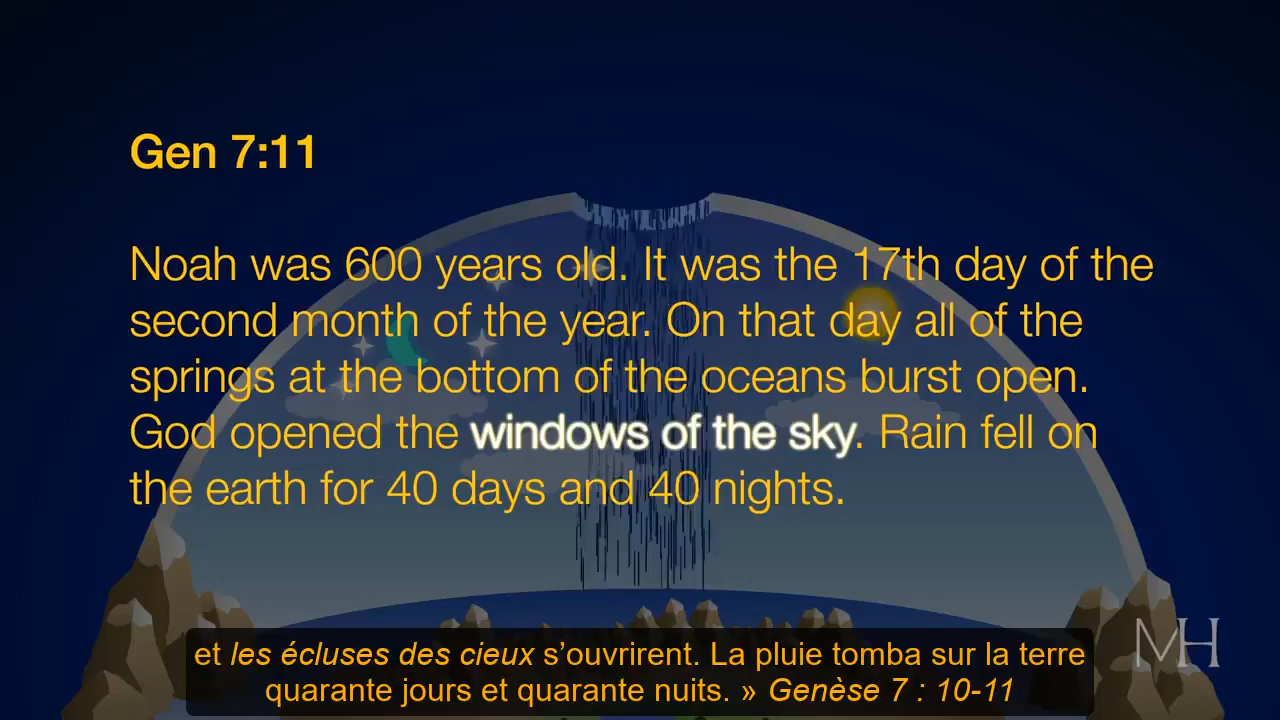 Gen 7:11
Noah was 600 years old. It was the 17th day of the
second month of the year. On that day all of the
springs at the bottom of the oceans burst open.
God opened the windows of the sky. Rain fell on
the earth for 40 days and 40 nights.
MH
et les écluses des cieux s’ouvrirent. La pluie tomba sur la terre
quarante jours et quarante nuits. » Genèse 7 : 10-11